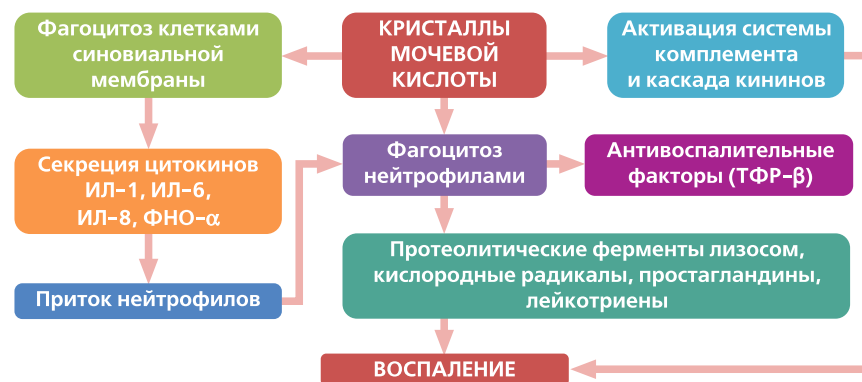 Фагоцитоз клетками
синовиальной
мембраны
КРИСТАЛЛЫ
МОЧЕВОЙ
КИСЛОТЫ
Активация системы
комплемента
и каскада кининов
Секреция цитокинов
ИЛ-1, ИЛ-6,
ИЛ-8, ФНО-α
Фагоцитоз
нейтрофилами
Антивоспалительные
факторы (ТФР-β)
Приток нейтрофилов
Протеолитические ферменты лизосом,
кислородные радикалы, простагландины,
лейкотриены
ВОСПАЛЕНИЕ